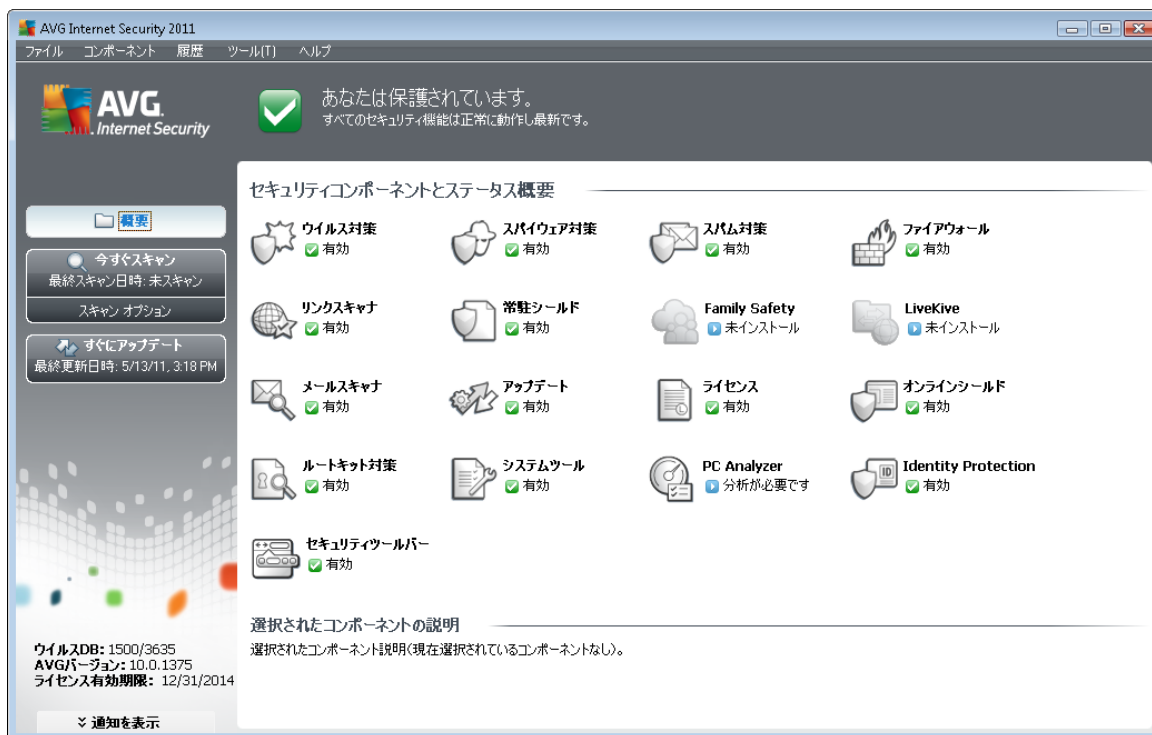 AVG Internet Security 2011
ファイル コンポーネント 履歴 ツール(T) ヘルプ
AVG.
Internet Security
あなたは保護されています。
すべてのセキュリティ機能は正常に動作し最新です。
概要
今すぐスキャン
最終スキャン日時: 未スキャン
スキャン オプション
すぐにアップデート
最終更新日時: 5/13/11, 3:18 PM
セキュリティコンポーネントとステータス概要
ウイルス対策
有効
スパイウェア対策
有効
スパム対策
有効
ファイアウォール
有効
リンクスキャナ
有効
常駐シールド
有効
Family Safety
未インストール
LiveKive
未インストール
メールスキャナ
有効
アップデート
有効
ライセンス
有効
オンラインシールド
有効
ルートキット対策
有効
システムツール
有効
PC Analyzer
分析が必要です
Identity Protection
有効
セキュリティツールバー
有効
選択されたコンポーネントの説明
選択されたコンポーネント説明(現在選択されているコンポーネントなし)。
ウイルスDB: 1500/3635
AVGバージョン: 10.0.1375
ライセンス有効期限: 12/31/2014
通知を表示